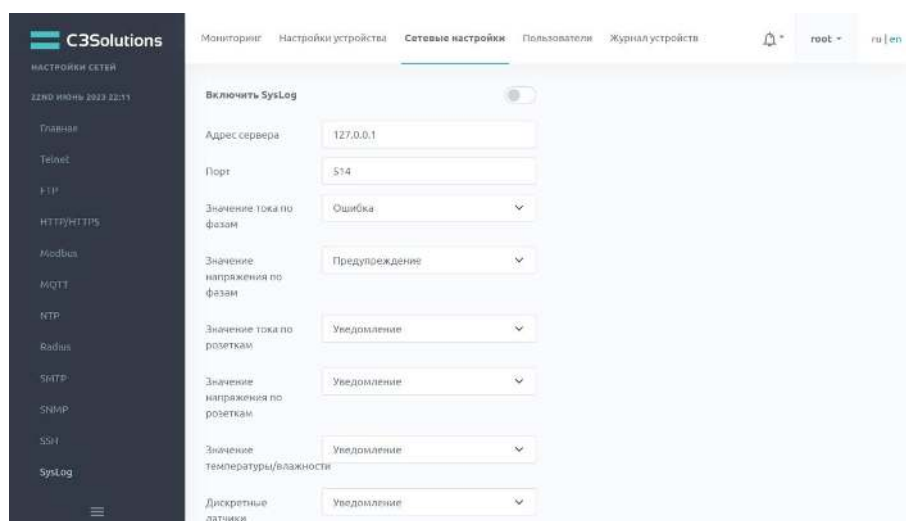 C3Solutions
Мониторинг Настройки устройства Сетевые настройки Пользователи Журнал устройств root ru | en
НАСТРОЙКИ СЕТЕЙ
22ND ИЮНЬ 2023 22:11
Главная
Telnet
FTP
HTTP/HTTPS
Modbus
MQTT
NTP
Radius
SMTP
SNMP
SSH
SysLog
Включить SysLog
Адрес сервера 127.0.0.1
Порт 514
Значение тока по Ошибка
фазам
Значение Предупреждение
напряжения по
фазам
Значение тока по Уведомление
розеткам
Значение Уведомление
напряжения по
розеткам
Значение Уведомление
температуры/влажности
Дискретные Уведомление
датчики